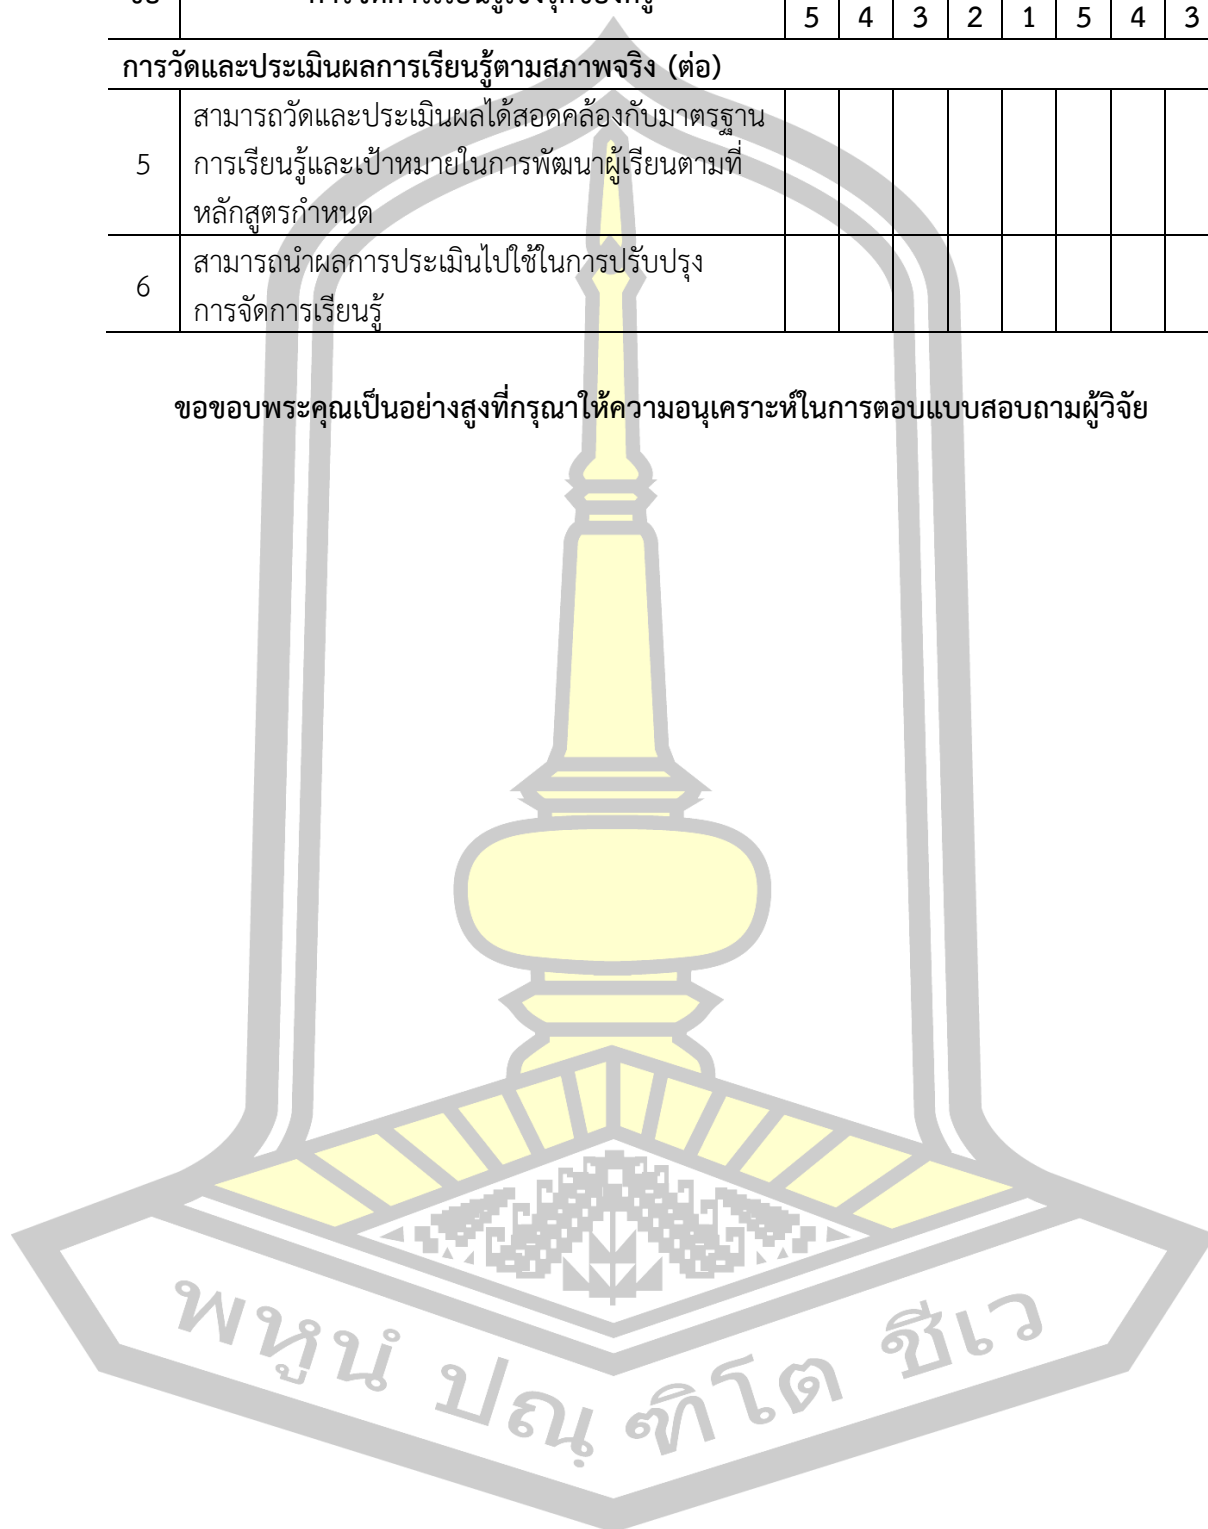 5 4 3 2 1 5 4 3
การวัดและประเมินผลการเรียนรู้ตามสภาพจริง (ต่อ)
5 สามารถวัดและประเมินผลได้สอดคล้องกับมาตรฐาน
การเรียนรู้และเป้าหมายในการพัฒนาผู้เรียนตามที่
หลักสูตรกำหนด
6 สามารถนำผลการประเมินไปใช้ในการปรับปรุง
การจัดการเรียนรู้
ขอขอบพระคุณเป็นอย่างสูงที่กรุณาให้ความอนุเคราะห์ในการตอบแบบสอบถามผู้วิจัย
พหูนํ ปณฺฑิโต ชีเว